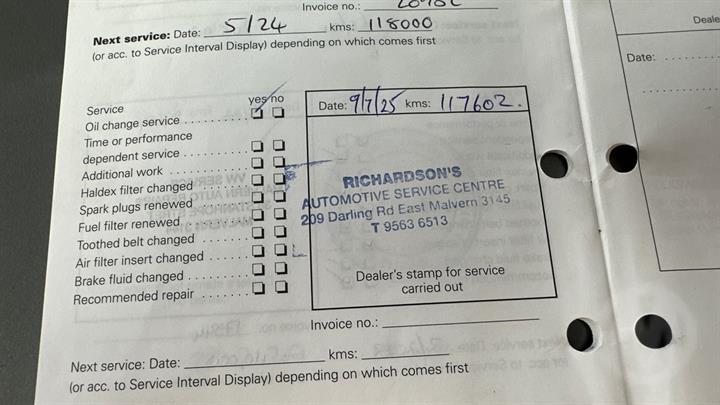 Invoice no.:
Next service: Date: 5/24 kms: 118000
(or acc. to Service Interval Display) depending on which comes first
Deale
Date:
yes no
Service
Oil change service
Time or performance
dependent service
Additional work
Haldex filter changed
Spark plugs renewed
Fuel filter renewed
Toothed belt changed
Air filter insert changed
Brake fluid changed
Recommended repair
Date: 9/7/25 kms: 117602.
RICHARDSON'S
AUTOMOTIVE SERVICE CENTRE
209 Darling Rd East Malvern 3145
T 9563 6513
Dealer's stamp for service
carried out
Invoice no.:
Next service: Date: kms:
(or acc. to Service Interval Display) depending on which comes first